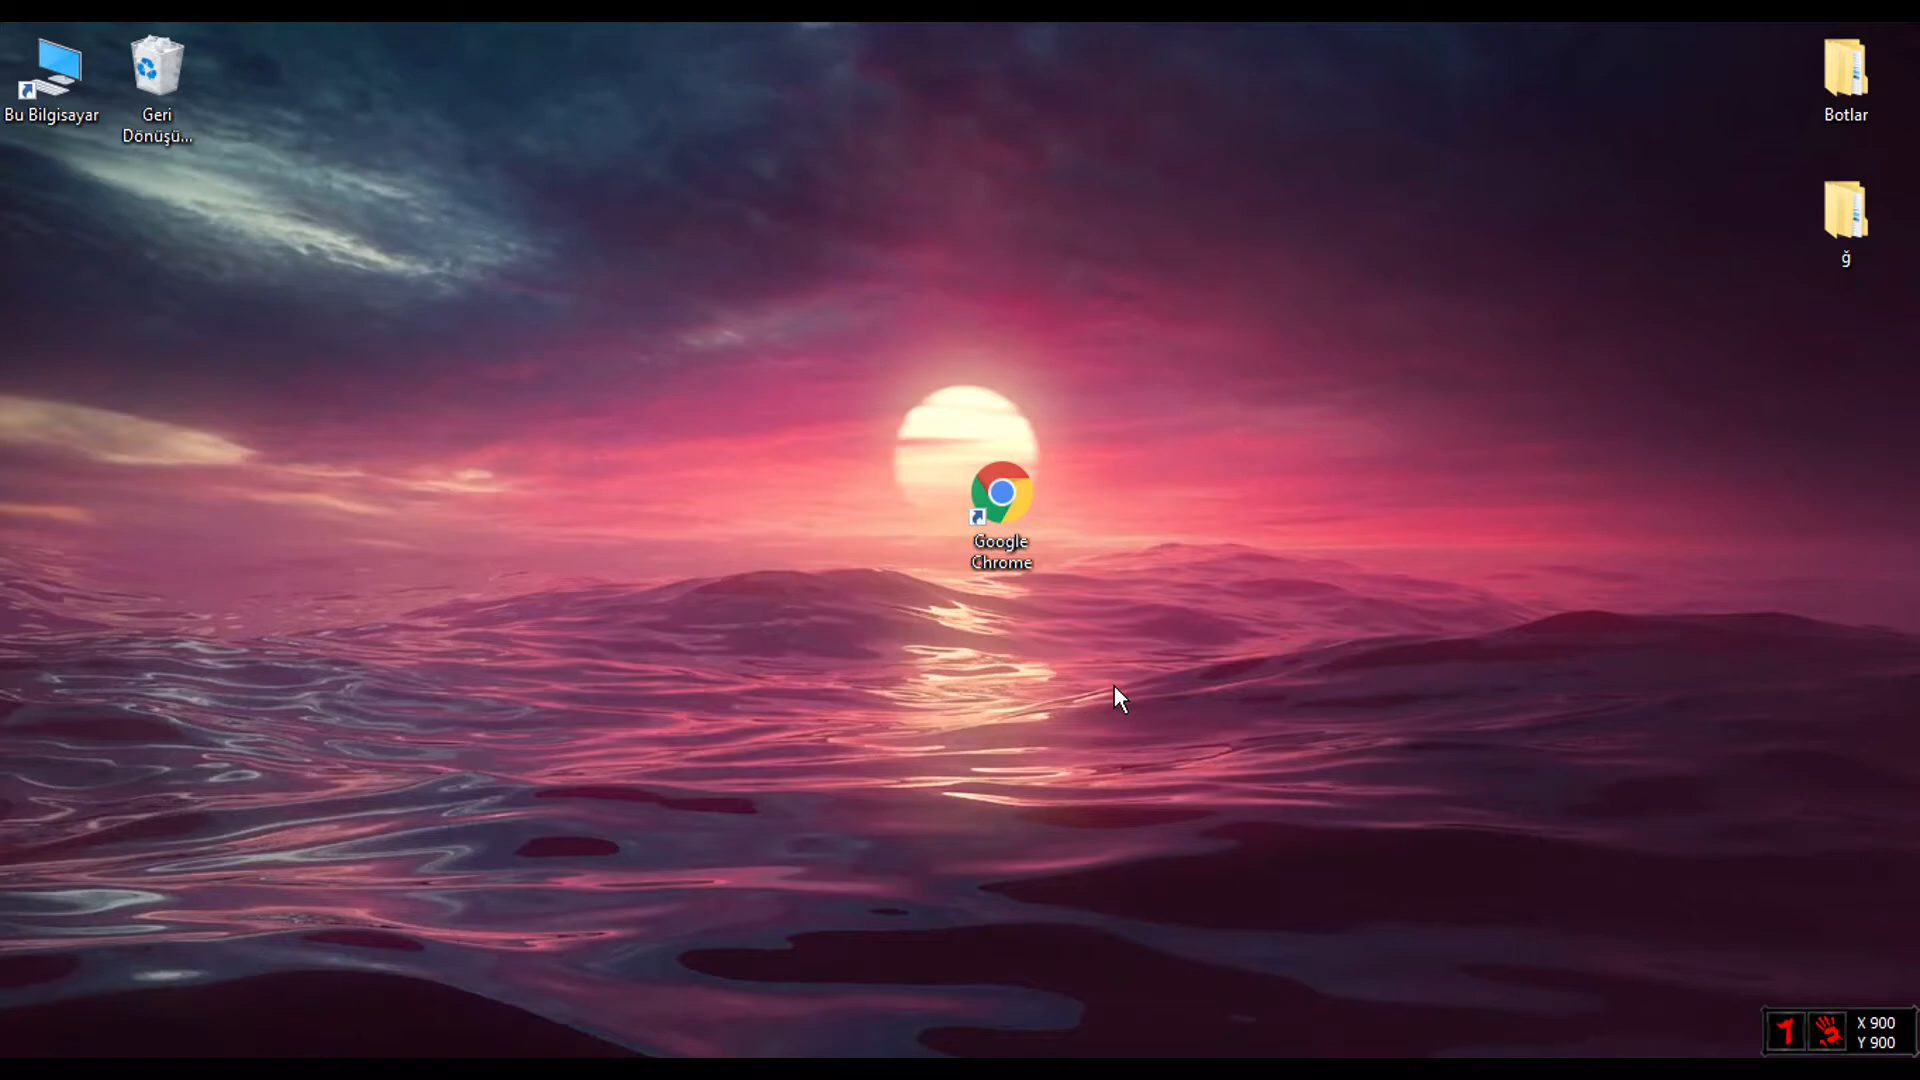 Bu Bilgisayar
Geri
Dönüşü...
Botlar
ğ
Google
Chrome
X 900
Y 900